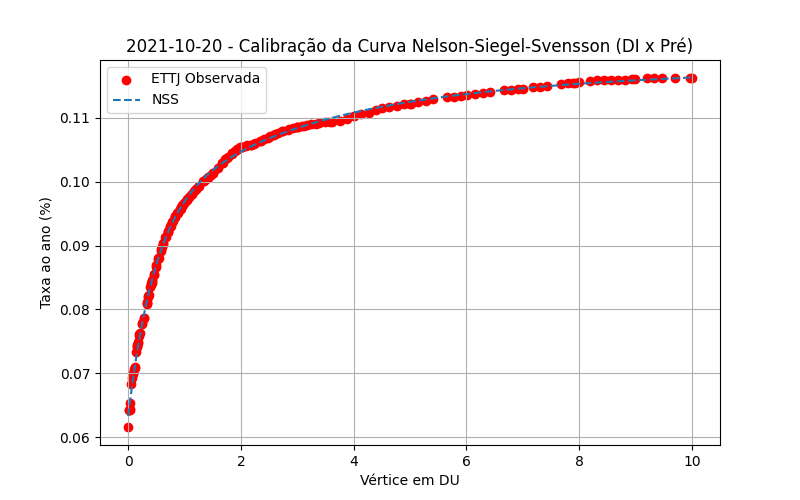 2021-10-20 - Calibração da Curva Nelson-Siegel-Svensson (DI x Pré)
ETTJ Observada
NSS
Taxa ao ano (%)
0.11
0.10
0.09
0.08
0.07
0.06
0 2 4 6 8 10
Vértice em DU